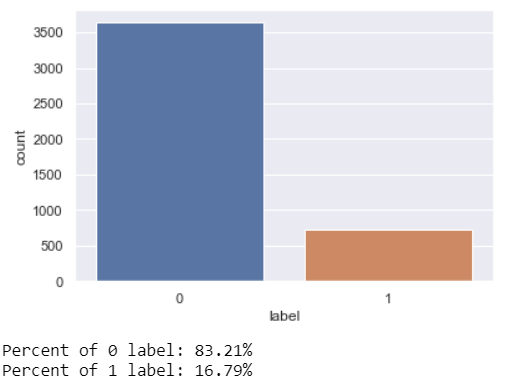 3500
3000
2500
2000
1500
1000
500
0
count
0 1
label
Percent of 0 label: 83.21%
Percent of 1 label: 16.79%